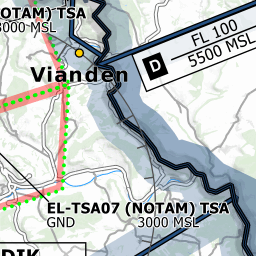 (NOTAM) TSA
3000 MSL
Vianden
D
FL 100
5500 MSL
EL-TSA07 (NOTAM) TSA
GND 3000 MSL
DIK